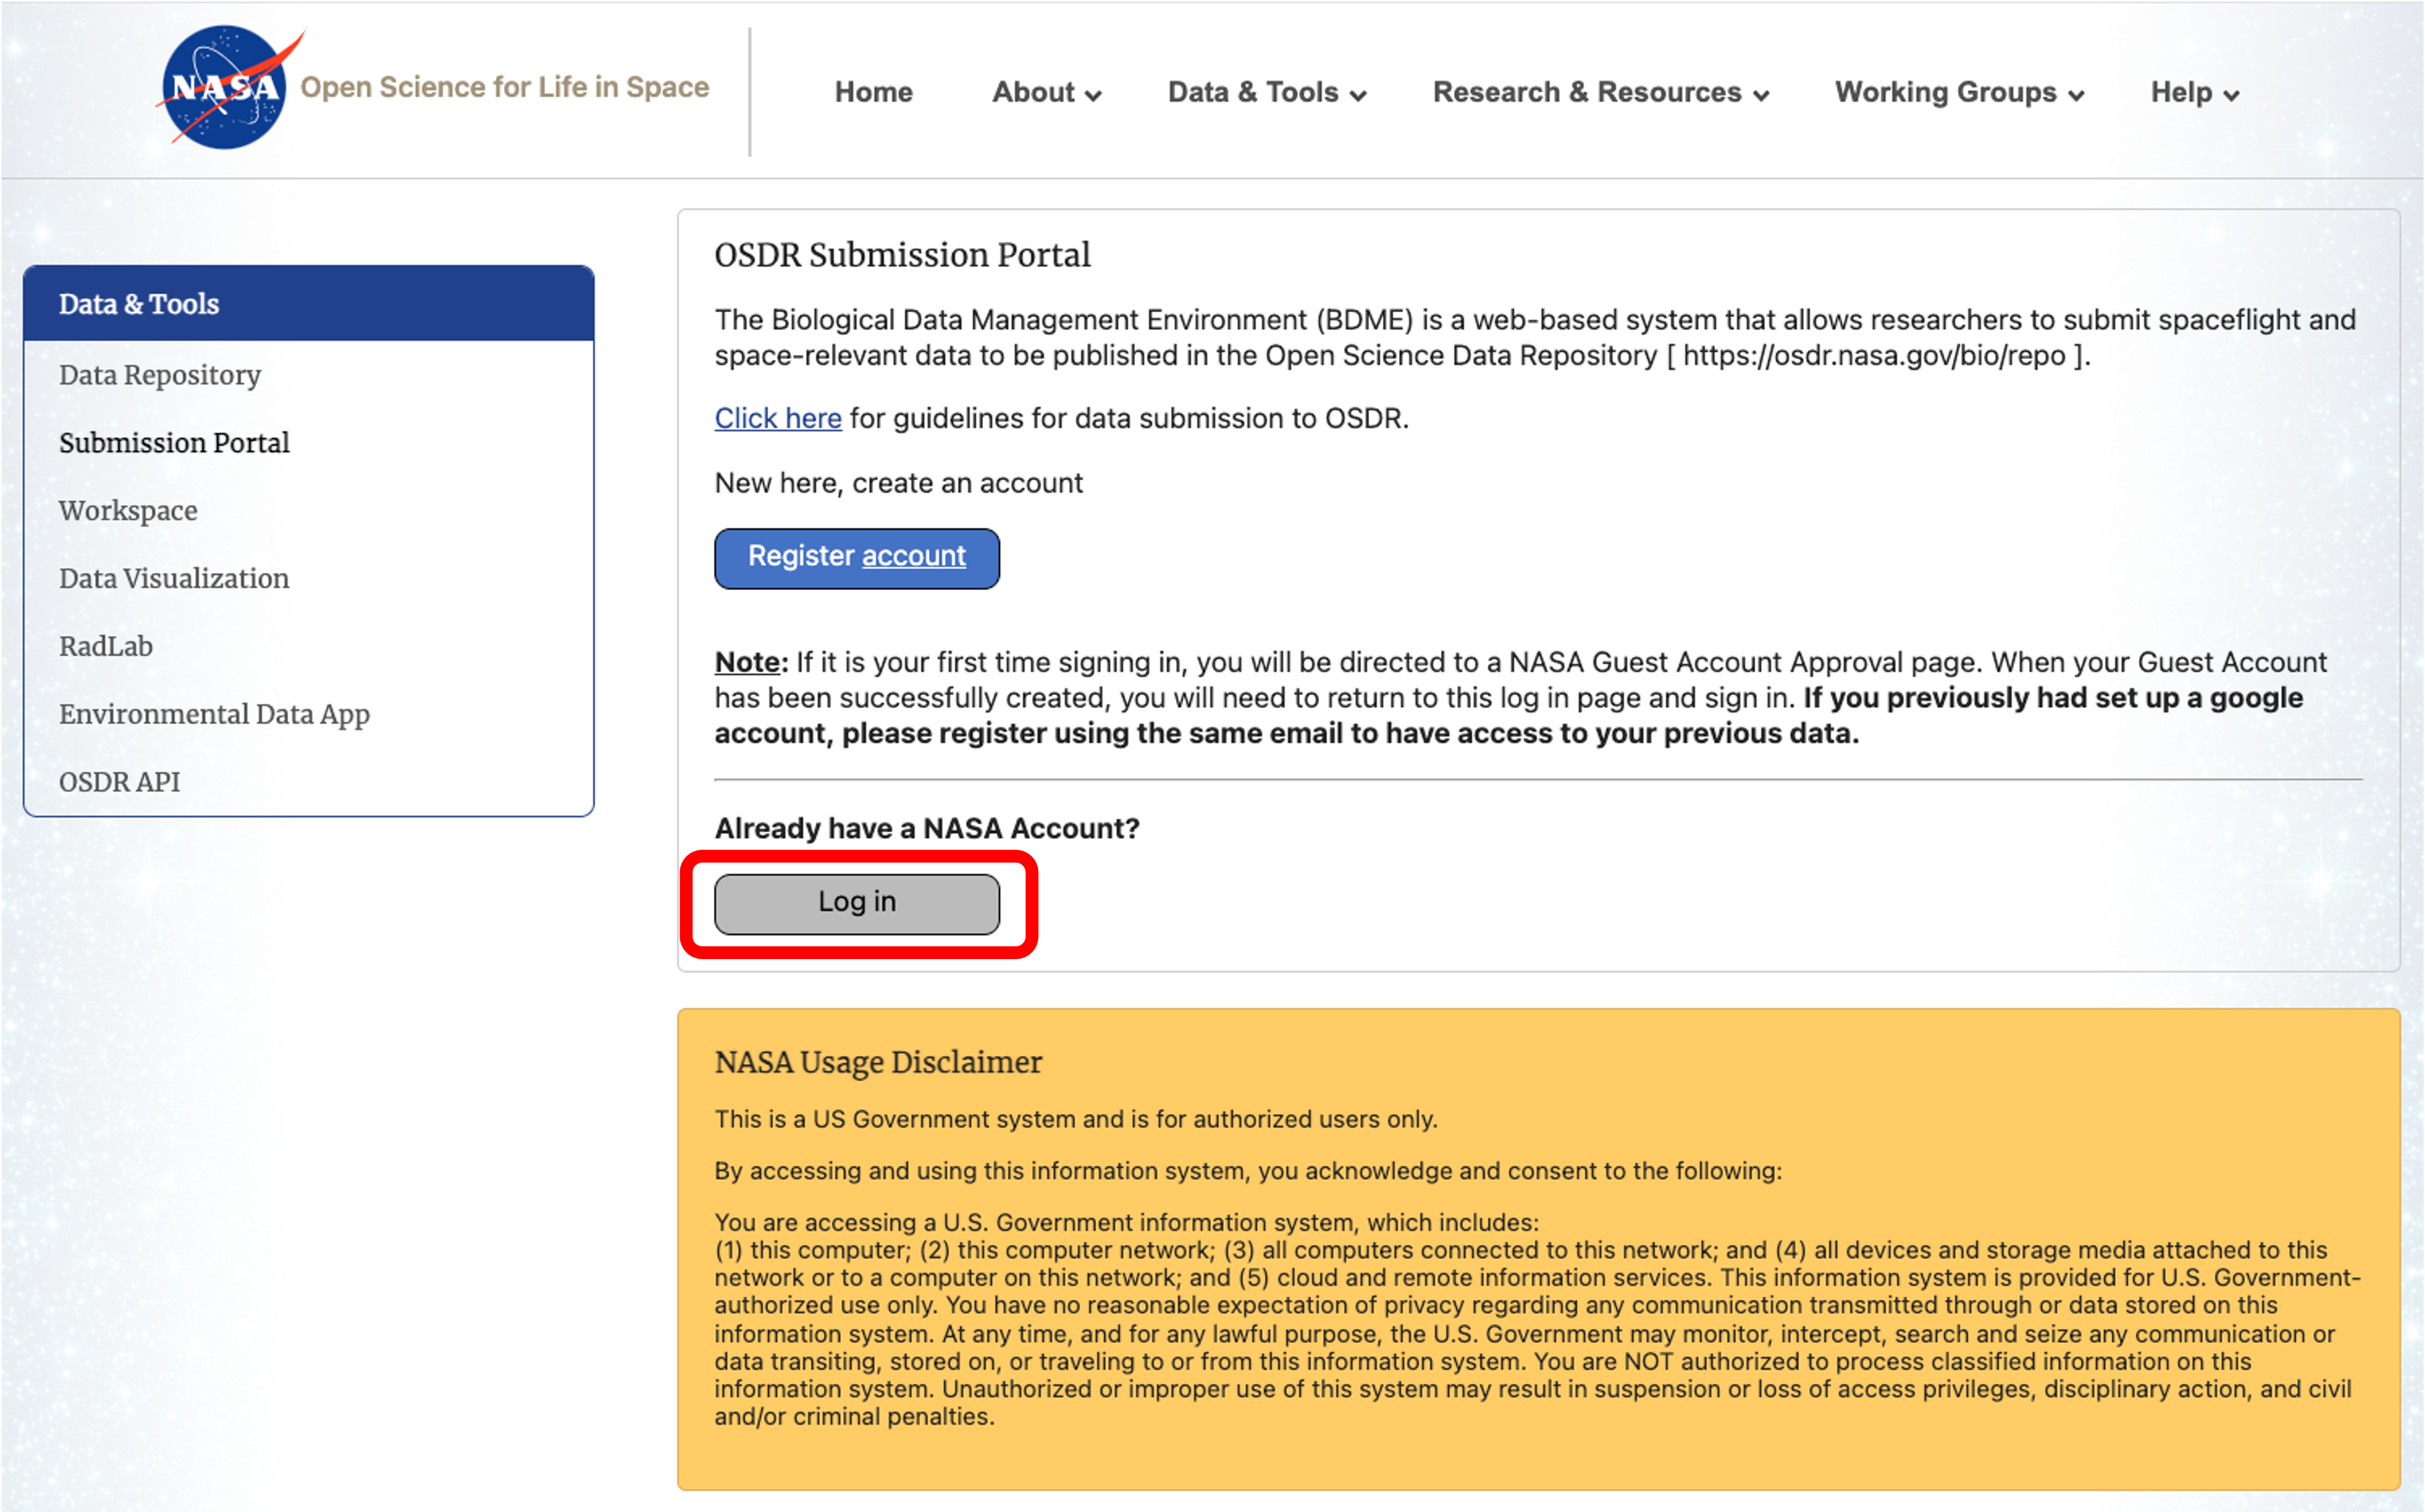 NASA
Open Science for Life in Space
Home
About
Data & Tools
Research & Resources
Working Groups
Help
Data & Tools
Data Repository
Submission Portal
Workspace
Data Visualization
RadLab
Environmental Data App
OSDR API
OSDR Submission Portal
The Biological Data Management Environment (BDME) is a web-based system that allows researchers to submit spaceflight and
space-relevant data to be published in the Open Science Data Repository [ https://osdr.nasa.gov/bio/repo ].
Click here for guidelines for data submission to OSDR.
New here, create an account
Register account
Note: If it is your first time signing in, you will be directed to a NASA Guest Account Approval page. When your Guest Account
has been successfully created, you will need to return to this log in page and sign in. If you previously had set up a google
account, please register using the same email to have access to your previous data.
Already have a NASA Account?
Log in
NASA Usage Disclaimer
This is a US Government system and is for authorized users only.
By accessing and using this information system, you acknowledge and consent to the following:
You are accessing a U.S. Government information system, which includes:
(1) this computer; (2) this computer network; (3) all computers connected to this network; and (4) all devices and storage media attached to this
network or to a computer on this network; and (5) cloud and remote information services. This information system is provided for U.S. Government-
authorized use only. You have no reasonable expectation of privacy regarding any communication transmitted through or data stored on this
information system. At any time, and for any lawful purpose, the U.S. Government may monitor, intercept, search and seize any communication or
data transiting, stored on, or traveling to or from this information system. You are NOT authorized to process classified information on this
information system. Unauthorized or improper use of this system may result in suspension or loss of access privileges, disciplinary action, and civil
and/or criminal penalties.